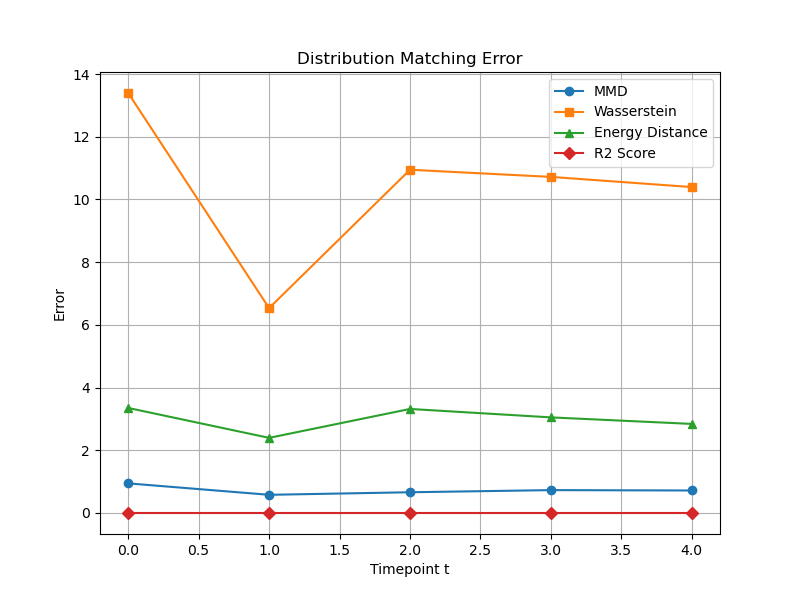 Distribution Matching Error
MMD
Wasserstein
Energy Distance
R2 Score
Error
14
12
10
8
6
4
2
0
0.0 0.5 1.0 1.5 2.0 2.5 3.0 3.5 4.0
Timepoint t